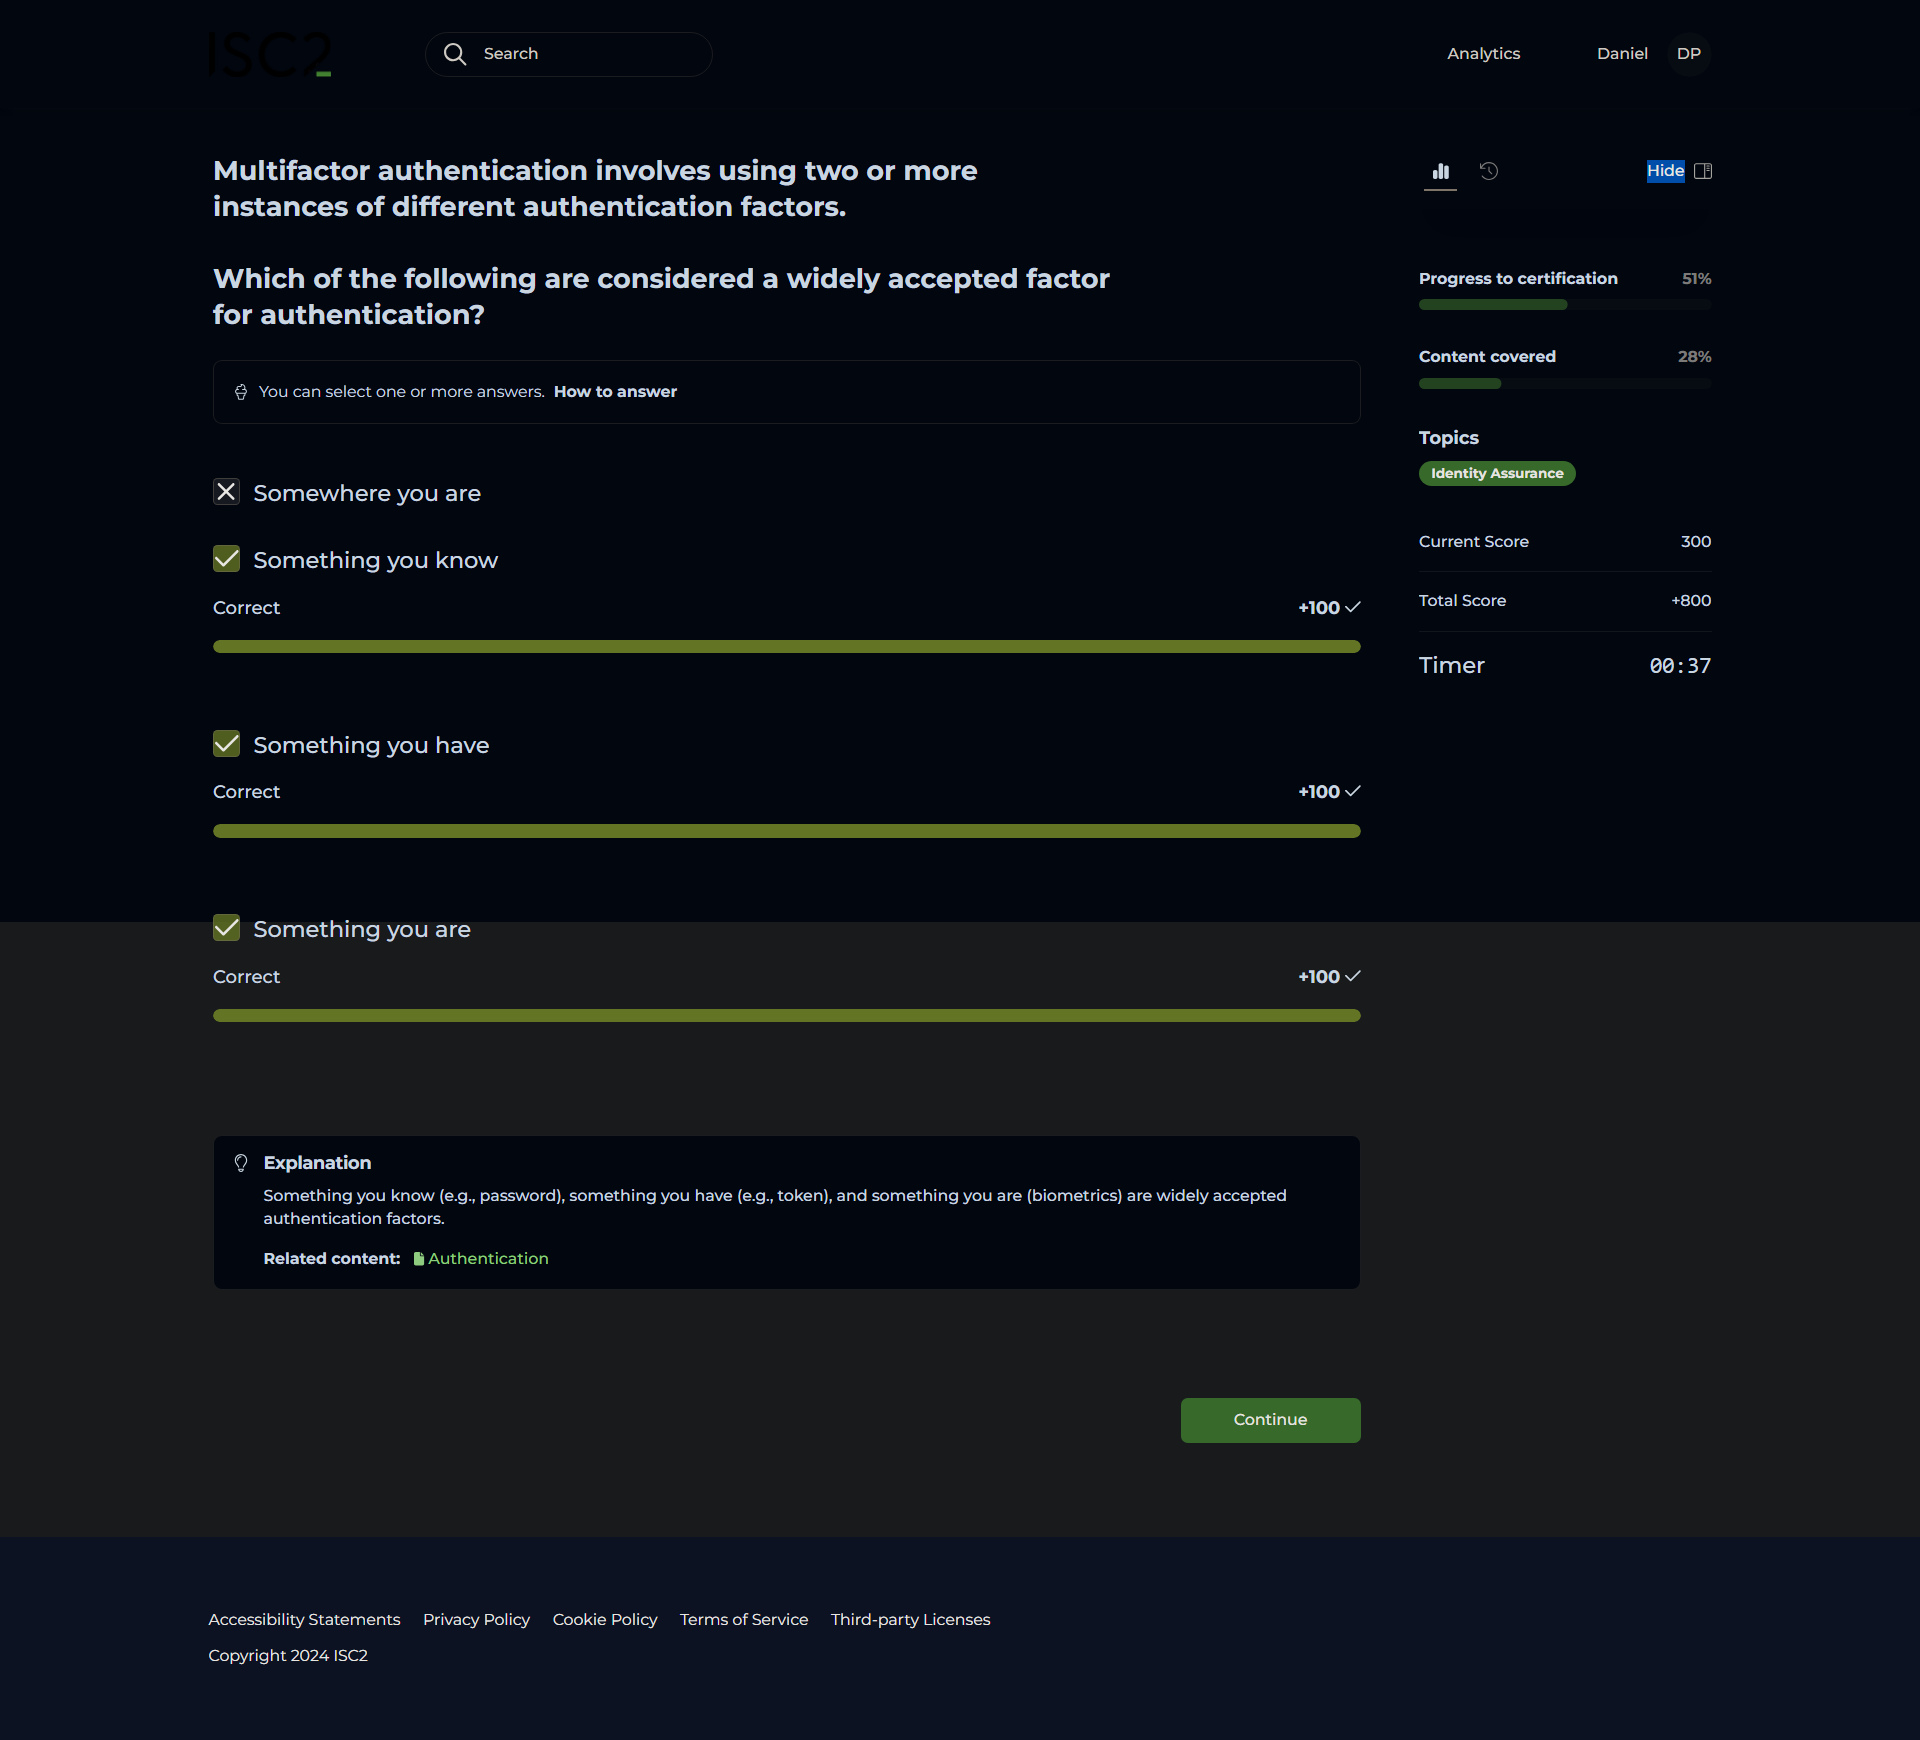 ISC2
Search
Analytics
Daniel
DP
Multifactor authentication involves using two or more
instances of different authentication factors.
Which of the following are considered a widely accepted factor
for authentication?
You can select one or more answers. How to answer
Somewhere you are
Something you know
Correct
+100
Something you have
Correct
+100
Something you are
Correct
+100
Explanation
Something you know (e.g., password), something you have (e.g., token), and something you are (biometrics) are widely accepted
authentication factors.
Related content: Authentication
Continue
Hide
Progress to certification 51%
Content covered 28%
Topics
Identity Assurance
Current Score 300
Total Score +800
Timer 00:37
Accessibility Statements Privacy Policy Cookie Policy Terms of Service Third-party Licenses
Copyright 2024 ISC2